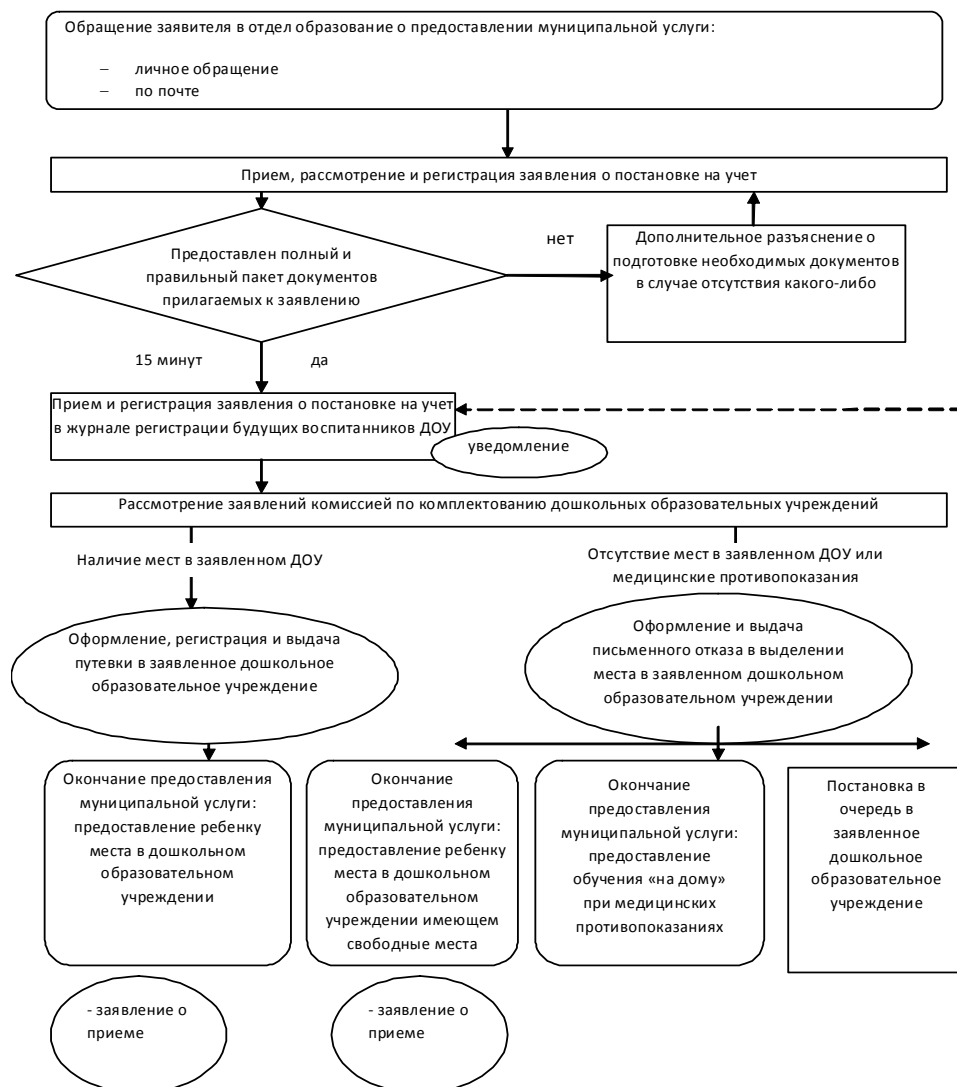 Обращение заявителя в отдел образование о предоставлении муниципальной услуги:
– личное обращение
– по почте
Прием, рассмотрение и регистрация заявления о постановке на учет
Предоставлен полный и
правильный пакет документов
прилагаемых к заявлению
нет
Дополнительное разъяснение о
подготовке необходимых документов
в случае отсутствия какого-либо
15 минут
да
Прием и регистрация заявления о постановке на учет
в журнале регистрации будущих воспитанников ДОУ
уведомление
Рассмотрение заявлений комиссией по комплектованию дошкольных образовательных учреждений
Наличие мест в заявленном ДОУ
Отсутствие мест в заявленном ДОУ или
медицинские противопоказания
Оформление, регистрация и выдача
путевки в заявленное дошкольное
образовательное учреждение
Оформление и выдача
письменного отказа в выделении
места в заявленном дошкольном
образовательном учреждении
Окончание предоставления
муниципальной услуги:
предоставление ребенку
места в дошкольном
образовательном
учреждении
Окончание
предоставления
муниципальной услуги:
предоставление ребенку
места в дошкольном
образовательном
учреждении имеющем
свободные места
Окончание
предоставления
муниципальной услуги:
предоставление
обучения «на дому»
при медицинских
противопоказаниях
Постановка в
очередь в
заявленное
дошкольное
образовательное
учреждение
- заявление о
приеме
- заявление о
приеме